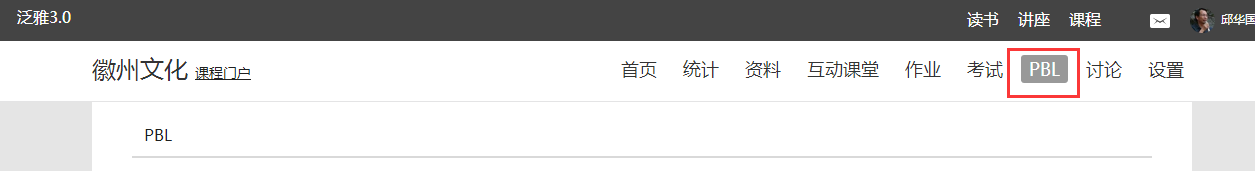 泛雅3.0 读书 讲座 课程 邱华国
徽州文化 课程门户 首页 统计 资料 互动课堂 作业 考试 PBL 讨论 设置
PBL